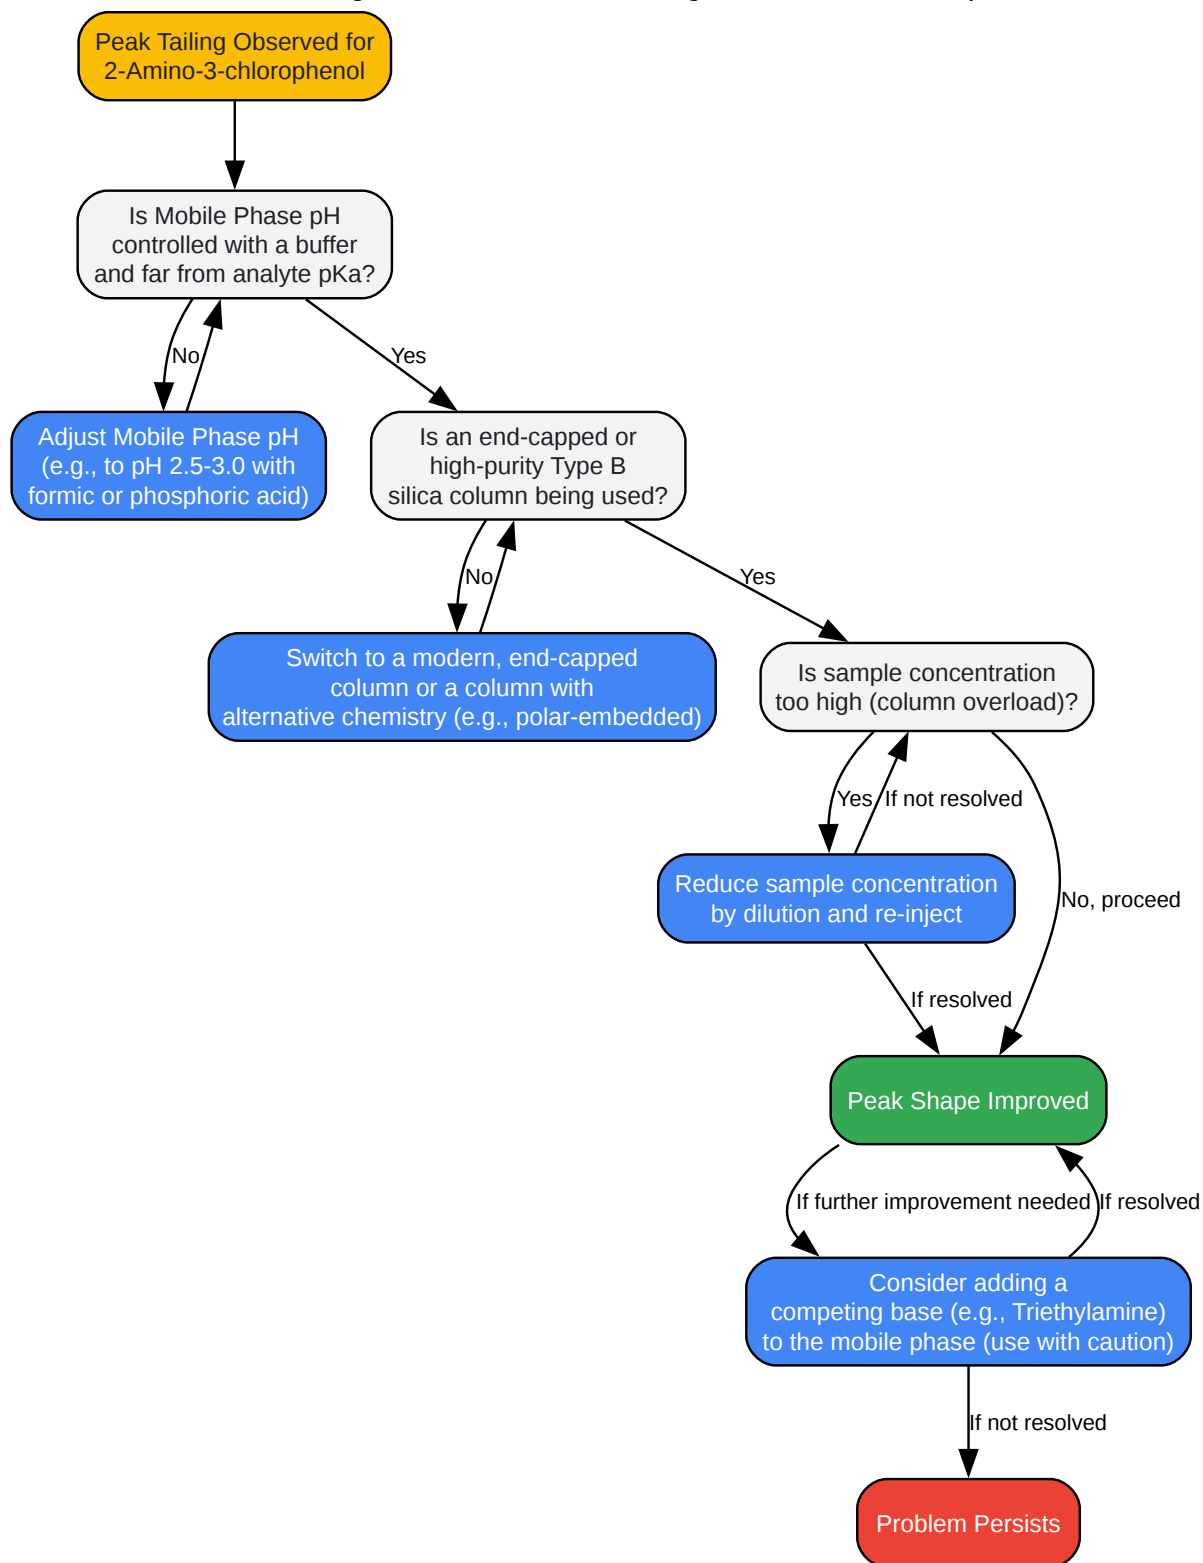 Peak Tailing Observed for
2-Amino-3-chlorophenol
Is Mobile Phase pH
controlled with a buffer
and far from analyte pKa?
No
Yes
Adjust Mobile Phase pH
(e.g., to pH 2.5-3.0 with
formic or phosphoric acid)
Is an end-capped or
high-purity Type B
silica column being used?
No
Yes
Switch to a modern, end-capped
column or a column with
alternative chemistry (e.g., polar-embedded)
Is sample concentration
too high (column overload)?
Yes
If not resolved
No, proceed
Reduce sample concentration
by dilution and re-inject
If resolved
Peak Shape Improved
If further improvement needed
If resolved
Consider adding a
competing base (e.g., Triethylamine)
to the mobile phase (use with caution)
If not resolved
Problem Persists